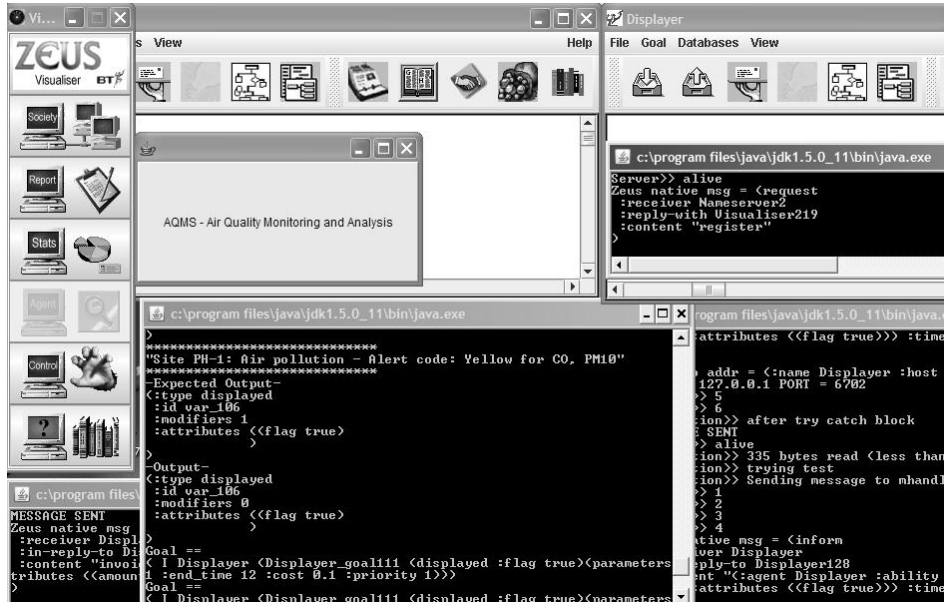 Vi...
ZEUS
Visualiser BT
Society
Report
Stats
Agent
Control
?
s View Help
AQMS - Air Quality Monitoring and Analysis
Displayer
File Goal Databases View
c:\program files\java\jdk1.5.0_11\bin\java.exe
Server>> alive
Zeus native msg = (request
:receiver Nameserver2
:reply-with Visualiser219
:content "register"
)
c:\program files\java\jdk1.5.0_11\bin\java.exe
)
******************************
"Site PH-1: Air pollution - Alert code: Yellow for CO, PM10"
******************************
-Expected Output-
(:type displayed
:id var_106
:modifiers 1
:attributes ((flag true)
)
)
-Output-
(:type displayed
:id var_106
:modifiers 0
:attributes ((flag true)
)
)
Goal ==
( I Displayer (Displayer_goal111 (displayed :flag true)(parameters
1 :end_time 12 :cost 0.1 :priority 1)))
Goal ==
( I Displayer (Displayer_goal111 (displayed :flag true)(parameters
c:\program files\
MESSAGE SENT
Zeus native msg
:receiver Displ
:in-reply-to Di
:content "invoi
tributes ((amoun
)
rogram files\java\jdk1.5.0_11\bin\java.e
:attributes ((flag true))) :time
addr = (:name Displayer :host
127.0.0.1 PORT = 6702
>> 5
>> 6
tion>> after try catch block
E SENT
>> alive
tion>> 335 bytes read (less than
tion>> trying test
tion>> Sending message to mhandl
>> 1
>> 2
>> 3
>> 4
ative msg = (inform
iver Displayer
eply-to Displayer128
ent "(:agent Displayer :ability
:attributes ((flag true))) :time